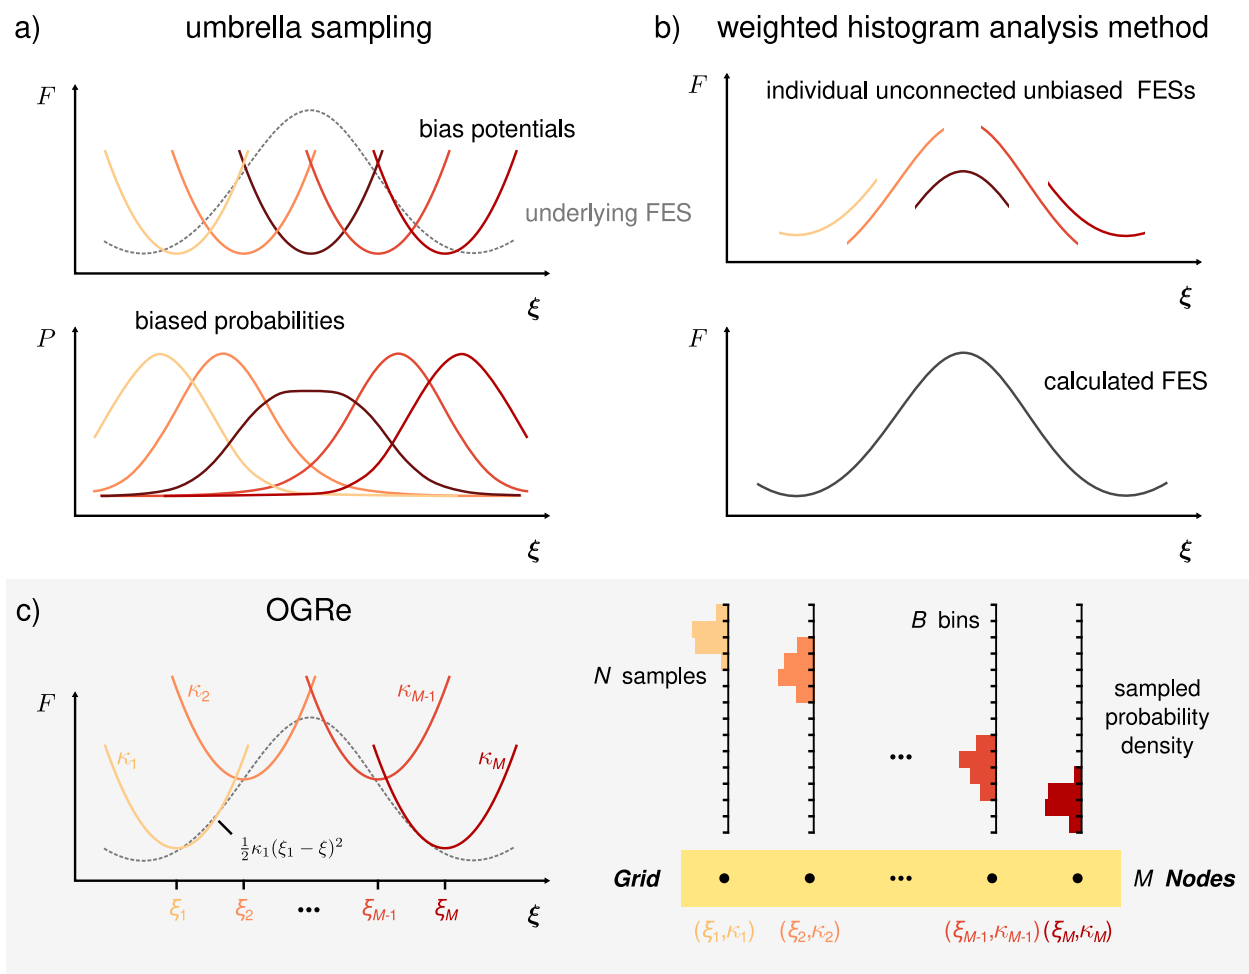 a)
umbrella sampling
F
bias potentials
underlying FES
ξ
biased probabilities
P
ξ
b)
weighted histogram analysis method
F
individual unconnected unbiased FESs
ξ
F
calculated FES
ξ
c)
OGRe
F
κ1
κ2
κM-1
κM
½κ1(ξ1 − ξ)²
ξ1
ξ2
•••
ξM-1
ξM
ξ
B bins
N samples
sampled
probability
density
•••
Grid
•••
M Nodes
(ξ1,κ1)
(ξ2,κ2)
(ξM-1,κM-1)
(ξM,κM)